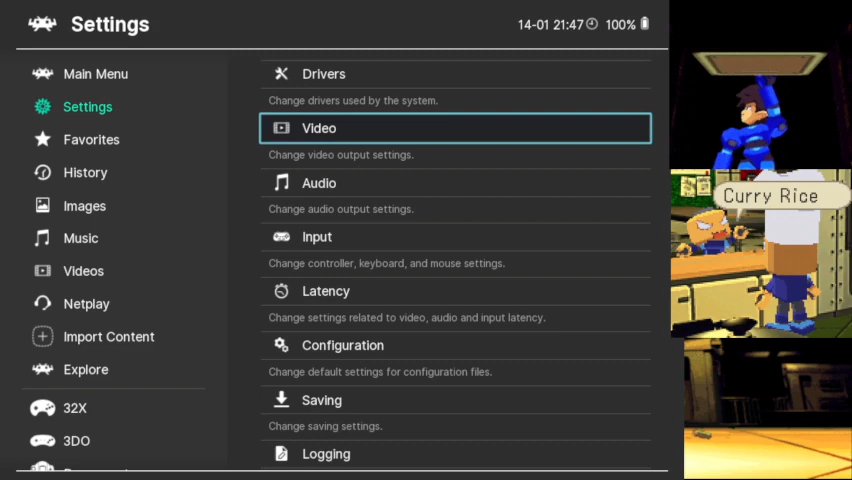 Settings
14-01 21:47 100%
Main Menu
Settings
Favorites
History
Images
Music
Videos
Netplay
Import Content
Explore
32X
3DO
Drivers
Change drivers used by the system.
Video
Change video output settings.
Audio
Change audio output settings.
Input
Change controller, keyboard, and mouse settings.
Latency
Change settings related to video, audio and input latency.
Configuration
Change default settings for configuration files.
Saving
Change saving settings.
Logging
Curry Rice